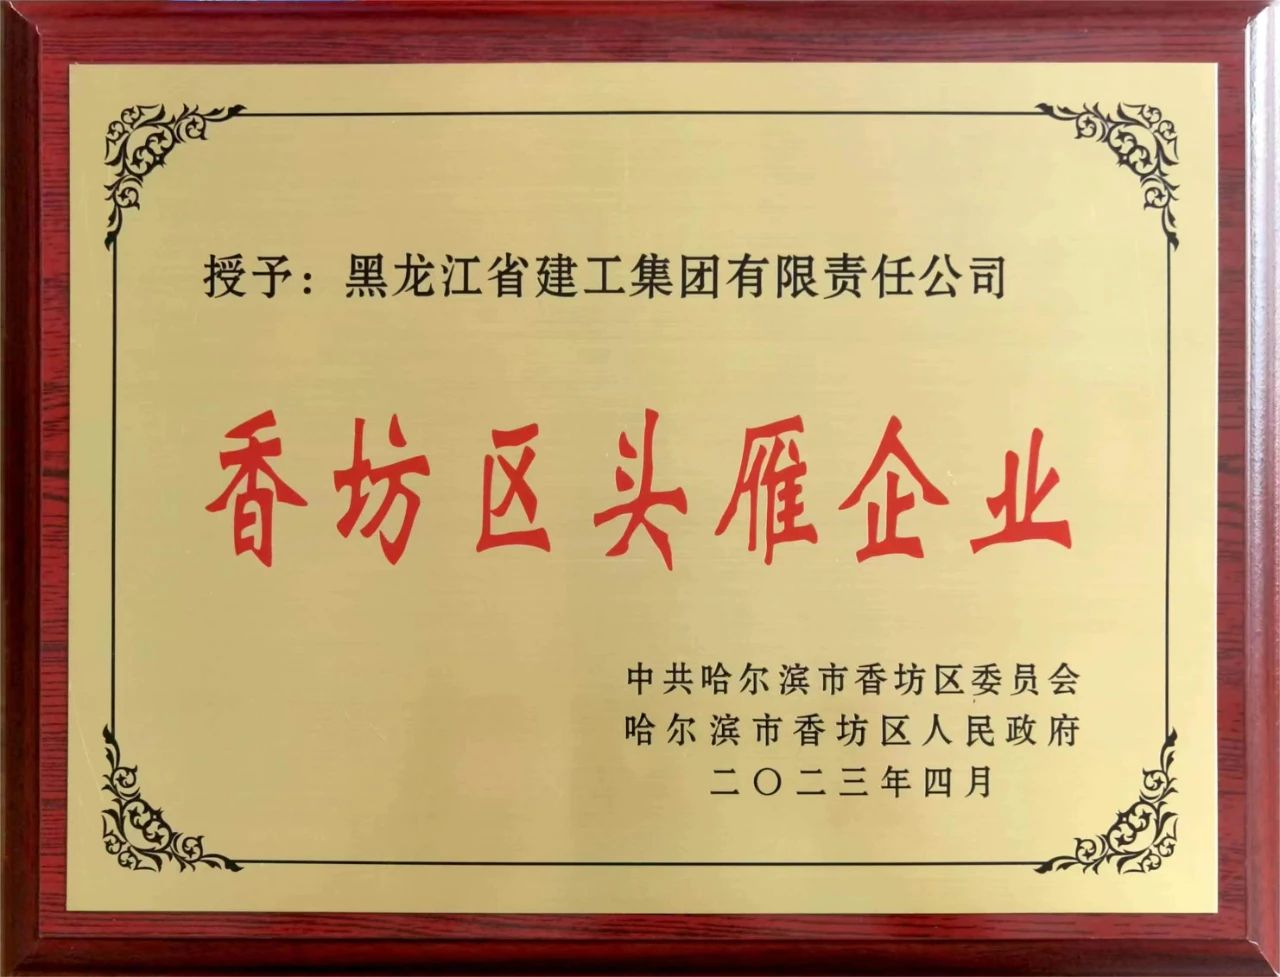 授予：黑龙江省建工集团有限责任公司
香坊区头雁企业
中共哈尔滨市香坊区委员会
哈尔滨市香坊区人民政府
二〇二三年四月